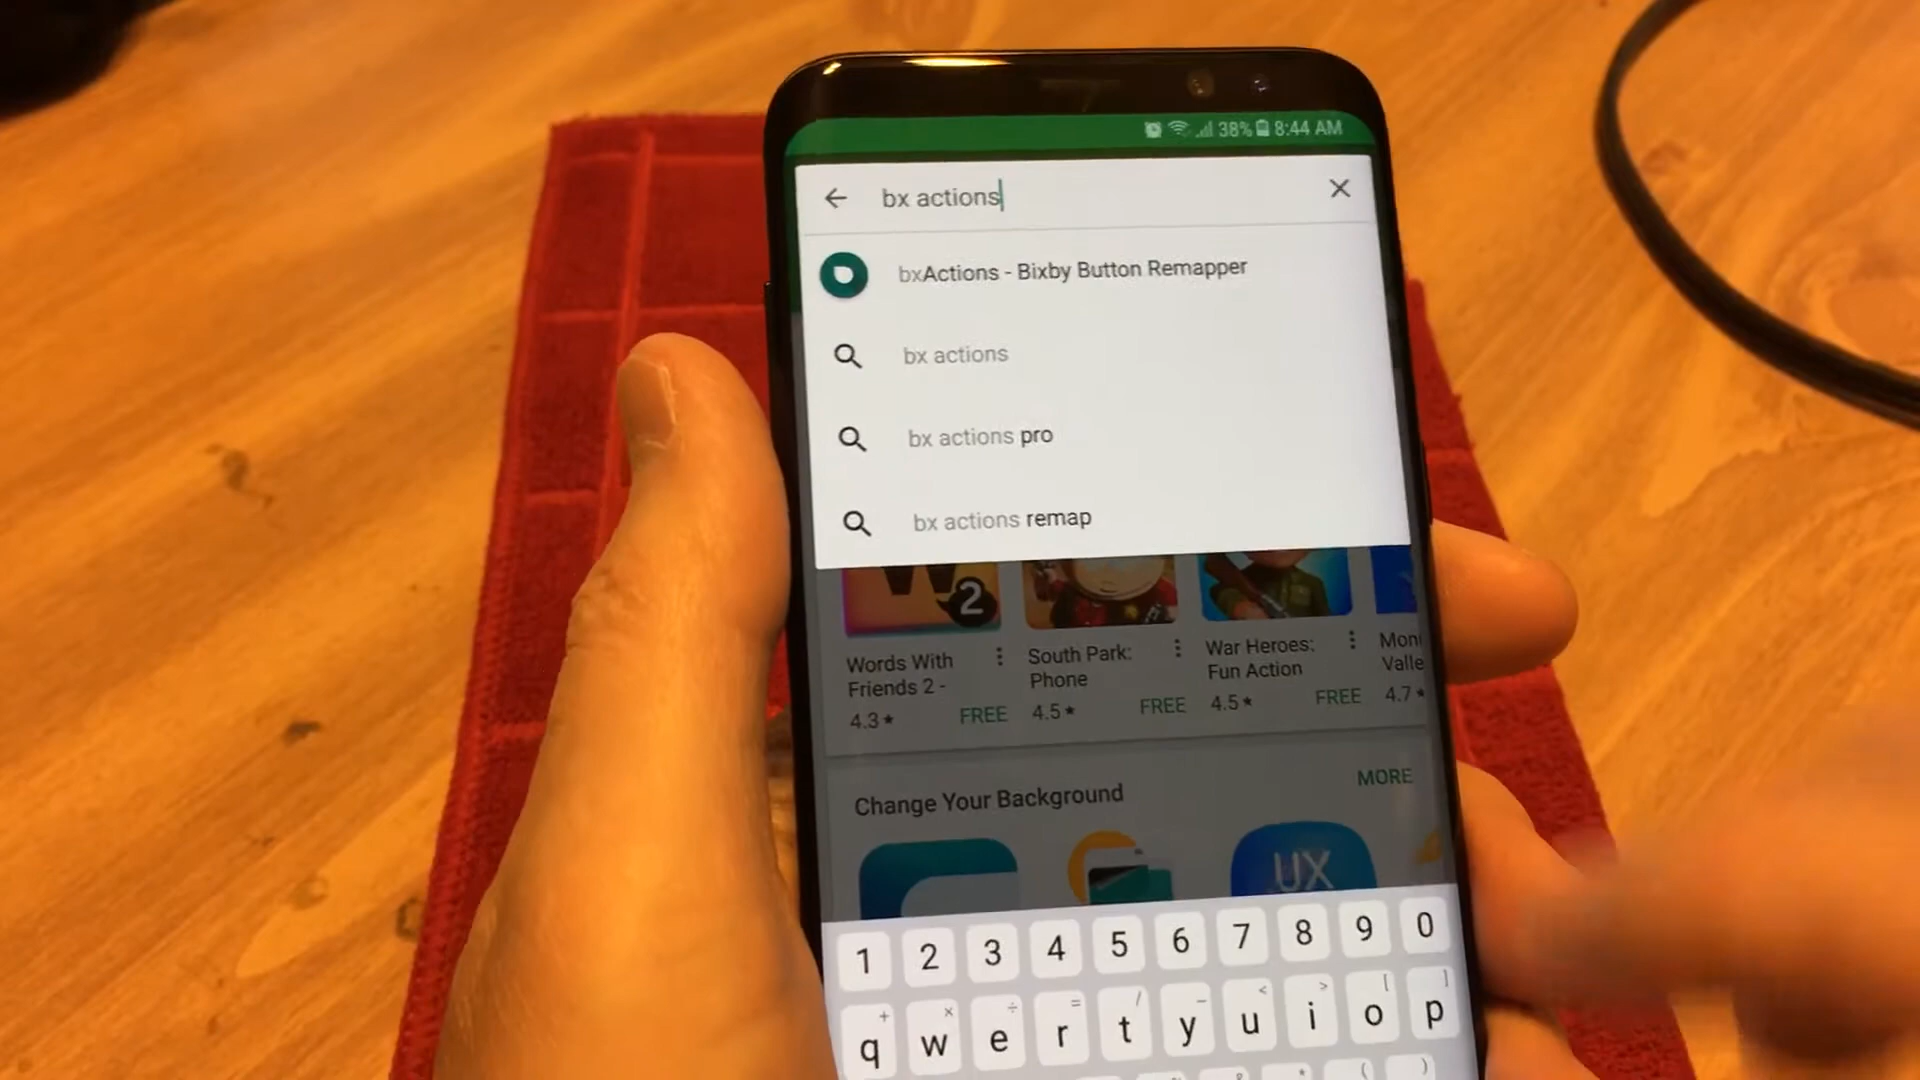 38% 8:44 AM
bx actions
bxActions - Bixby Button Remapper
bx actions
bx actions pro
bx actions remap
2
Words With
Friends 2 -
4.3★ FREE
South Park:
Phone
4.5★ FREE
War Heroes:
Fun Action
4.5★ FREE
Valle
4.7★
Change Your Background MORE
UX
1 2 3 4 5 6 7 8 9 0
+ × ÷ = / - < > [ ]
q w e r t y u i o p